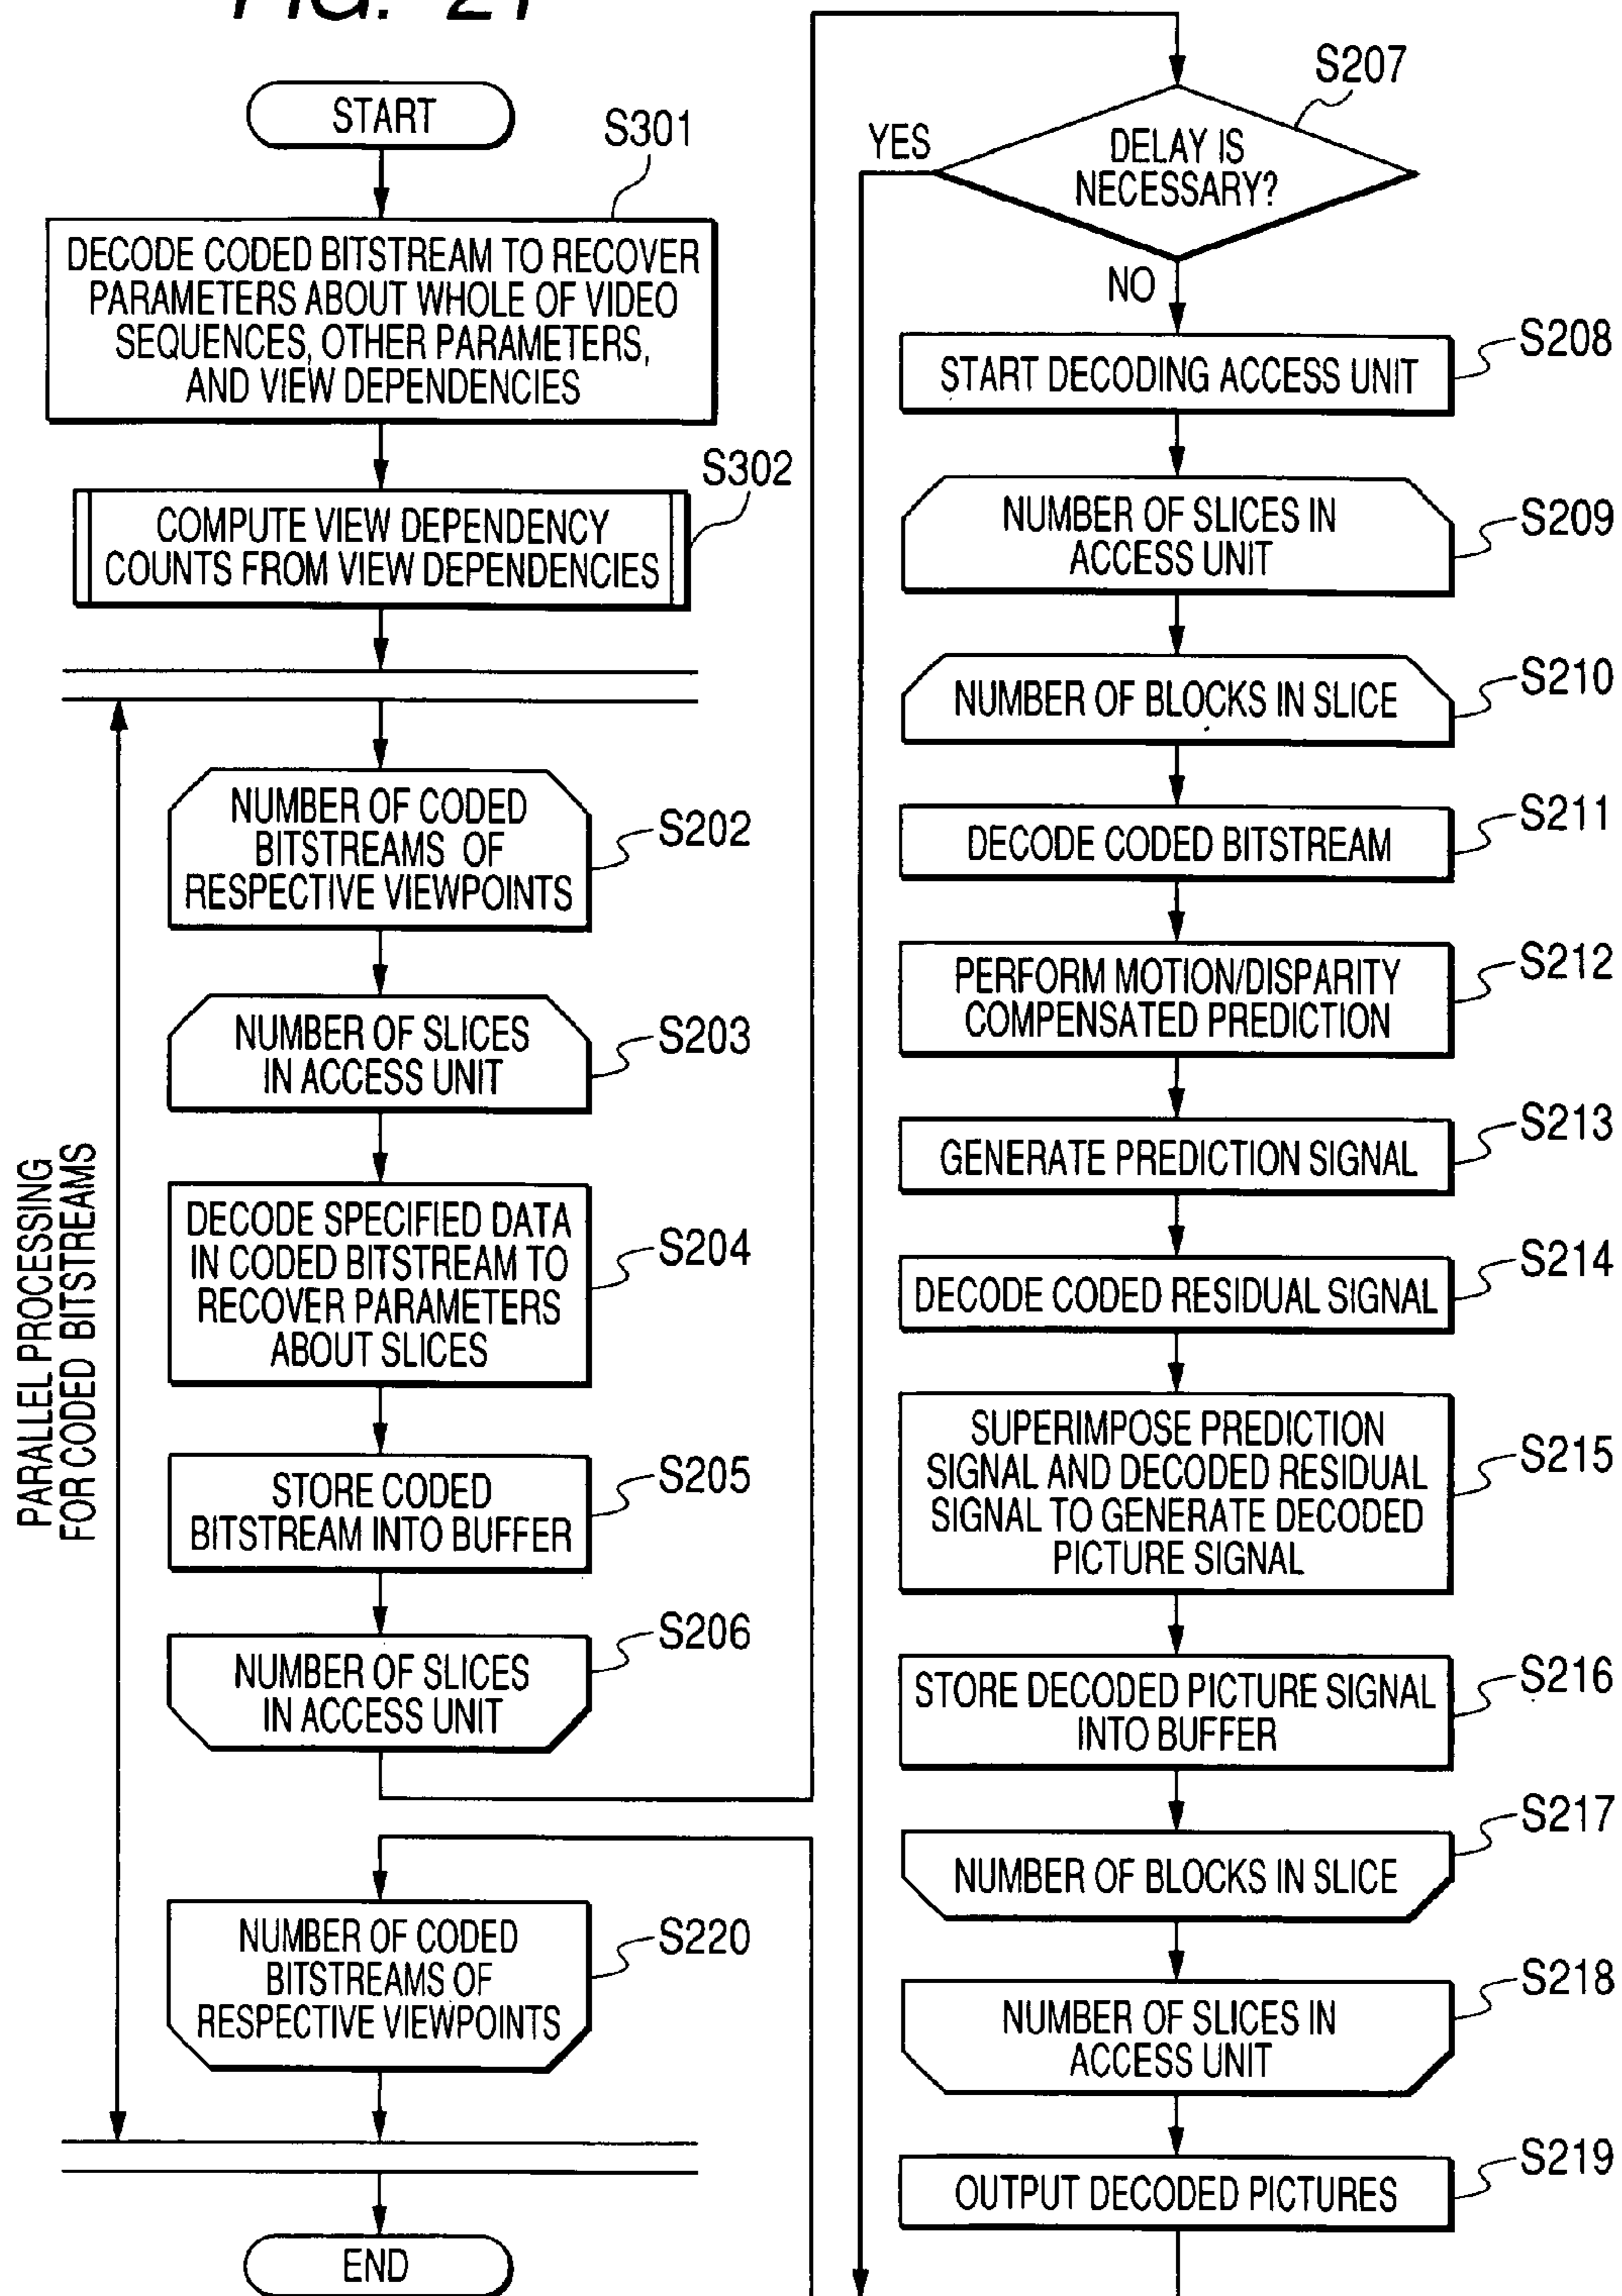 FIG. 21
START
S301
DECODE CODED BITSTREAM TO RECOVER
PARAMETERS ABOUT WHOLE OF VIDEO
SEQUENCES, OTHER PARAMETERS,
AND VIEW DEPENDENCIES
S302
COMPUTE VIEW DEPENDENCY
COUNTS FROM VIEW DEPENDENCIES
PARALLEL PROCESSING
FOR CODED BITSTREAMS
NUMBER OF CODED
BITSTREAMS OF
RESPECTIVE VIEWPOINTS
S202
NUMBER OF SLICES
IN ACCESS UNIT
S203
DECODE SPECIFIED DATA
IN CODED BITSTREAM TO
RECOVER PARAMETERS
ABOUT SLICES
S204
STORE CODED
BITSTREAM INTO BUFFER
S205
NUMBER OF SLICES
IN ACCESS UNIT
S206
S207
DELAY IS
NECESSARY?
YES
NO
START DECODING ACCESS UNIT
S208
NUMBER OF SLICES IN
ACCESS UNIT
S209
NUMBER OF BLOCKS IN SLICE
S210
DECODE CODED BITSTREAM
S211
PERFORM MOTION/DISPARITY
COMPENSATED PREDICTION
S212
GENERATE PREDICTION SIGNAL
S213
DECODE CODED RESIDUAL SIGNAL
S214
SUPERIMPOSE PREDICTION
SIGNAL AND DECODED RESIDUAL
SIGNAL TO GENERATE DECODED
PICTURE SIGNAL
S215
STORE DECODED PICTURE SIGNAL
INTO BUFFER
S216
NUMBER OF BLOCKS IN SLICE
S217
NUMBER OF SLICES IN
ACCESS UNIT
S218
OUTPUT DECODED PICTURES
S219
NUMBER OF CODED
BITSTREAMS OF
RESPECTIVE VIEWPOINTS
S220
END